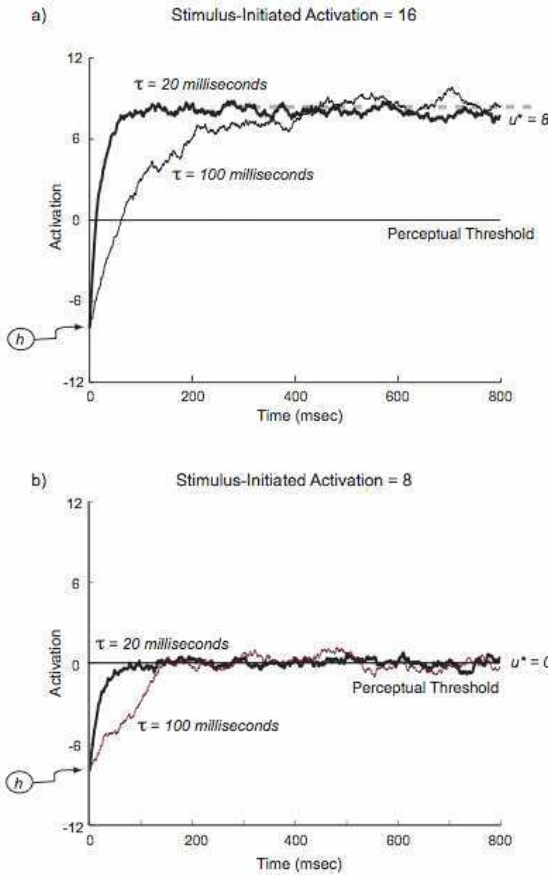 a) Stimulus-Initiated Activation = 16
12
τ = 20 milliseconds
6
u* = 8
τ = 100 milliseconds
Activation
0
Perceptual Threshold
-6
h
-12
0 200 400 600 800
Time (msec)
b) Stimulus-Initiated Activation = 8
12
6
τ = 20 milliseconds
Activation
0
u* = 0
Perceptual Threshold
τ = 100 milliseconds
-6
h
-12
0 200 400 600 800
Time (msec)